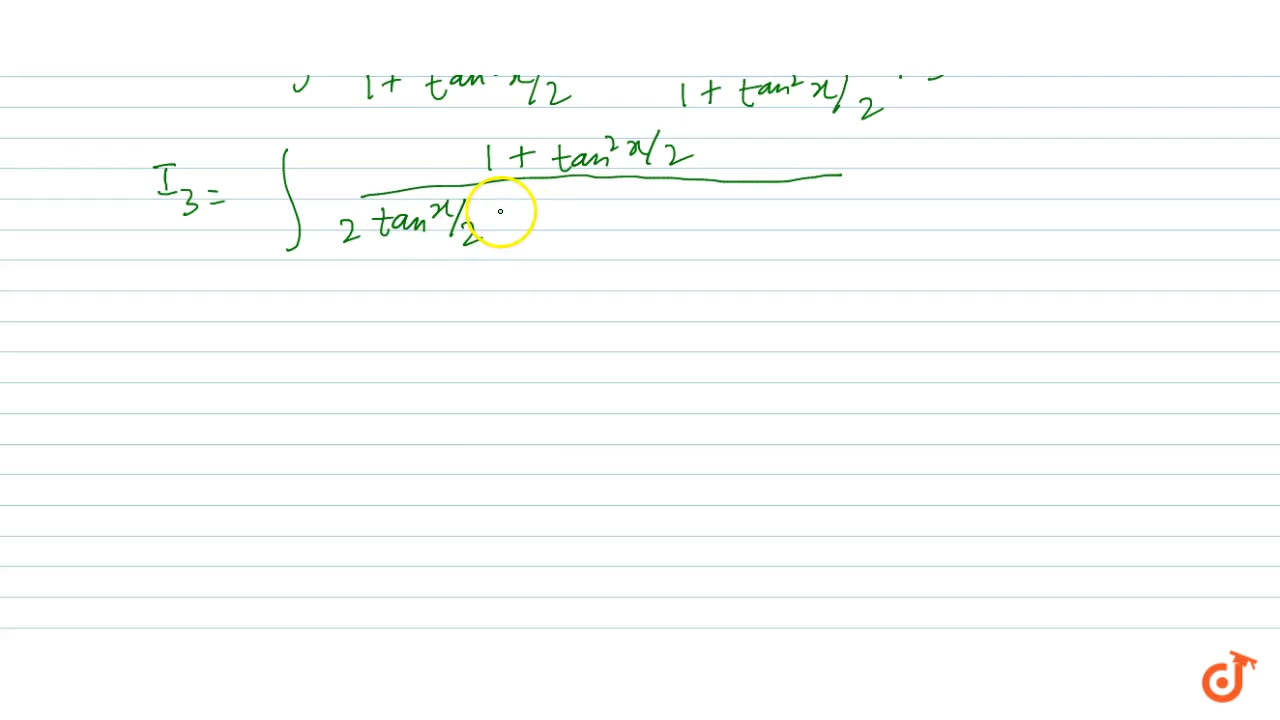 1 + tan² x/2    1 + tan² x/2
I₃ = ∫ (1 + tan² x/2) / (2 tan x/2